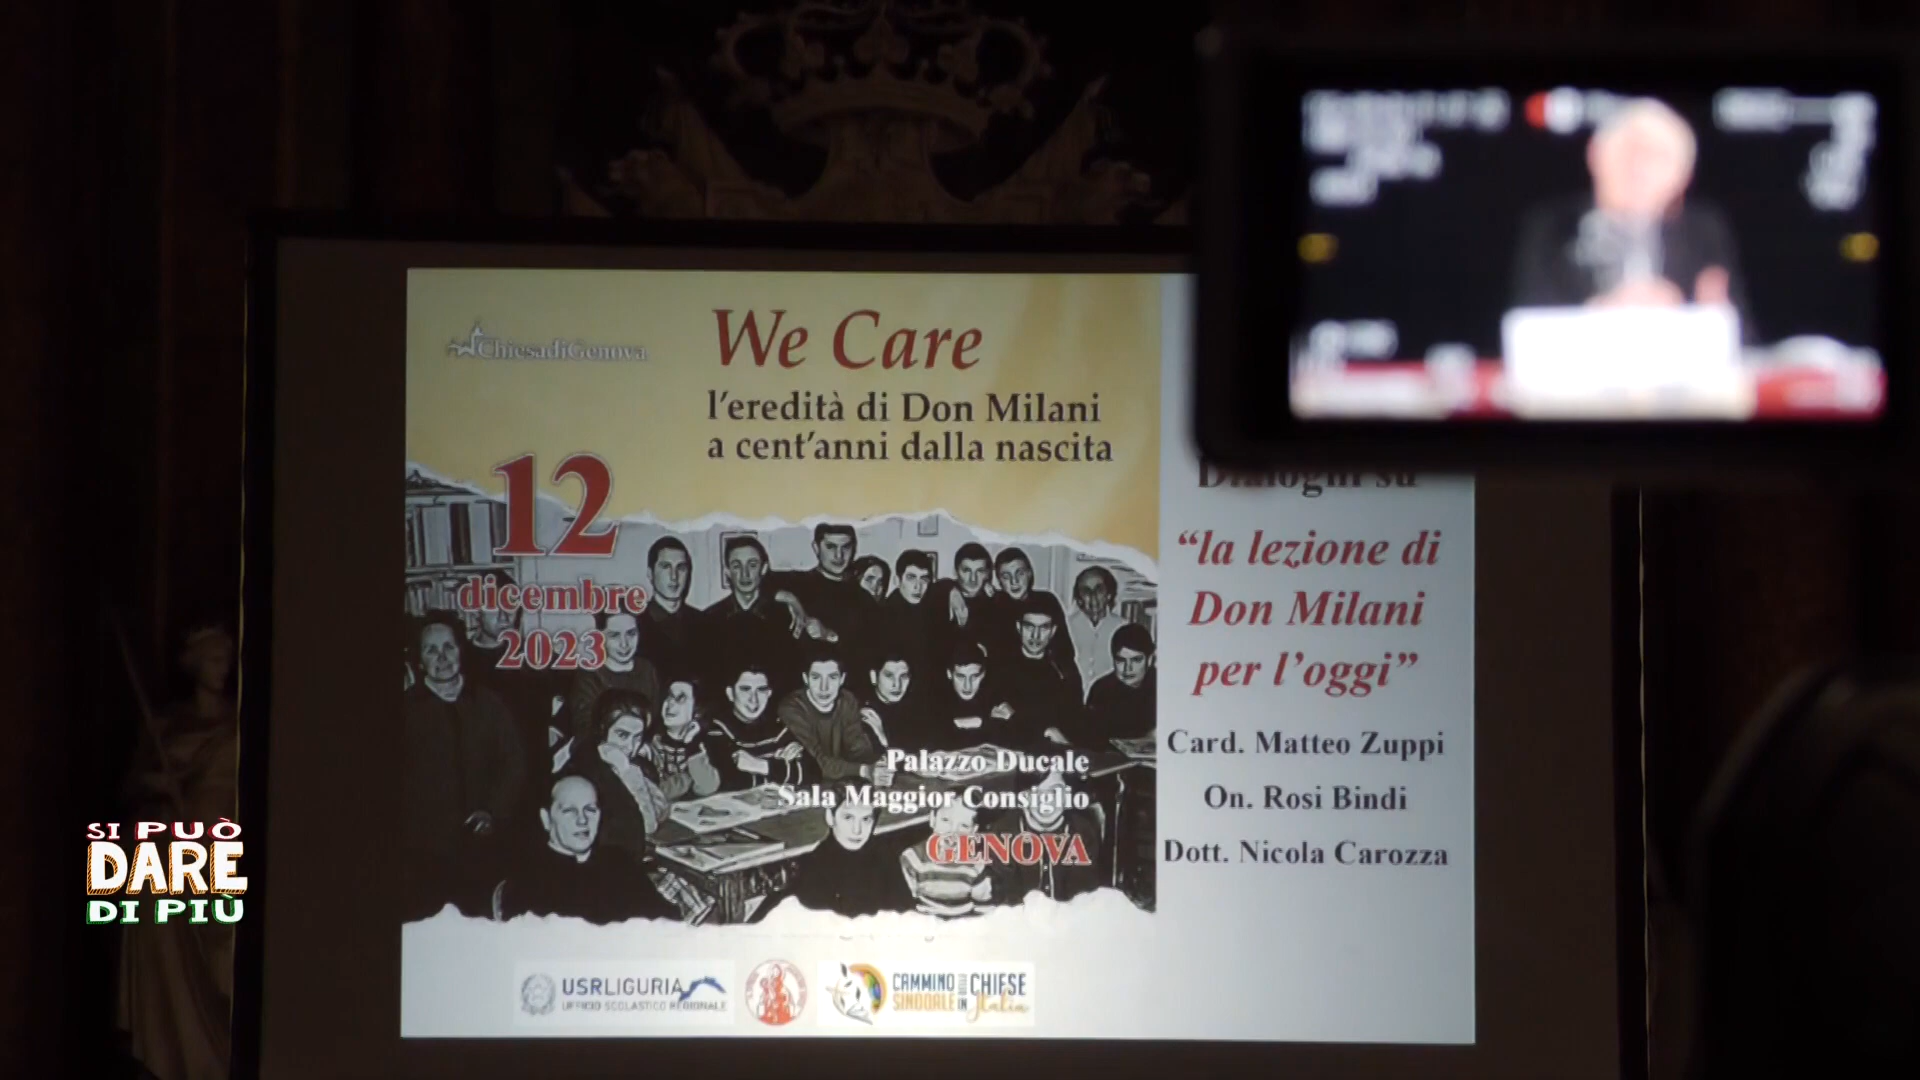 ChiesadiGenova
We Care
l'eredità di Don Milani
a cent'anni dalla nascita
12
dicembre
2023
Palazzo Ducale
Sala Maggior Consiglio
GENOVA
Dialoghi su
“la lezione di
Don Milani
per l'oggi”
Card. Matteo Zuppi
On. Rosi Bindi
Dott. Nicola Carozza
USRLIGURIA
UFFICIO SCOLASTICO REGIONALE
CAMMINO
SINODALE
DELLE
CHIESE
IN
Italia
SI PUÒ
DARE
DI PIÙ